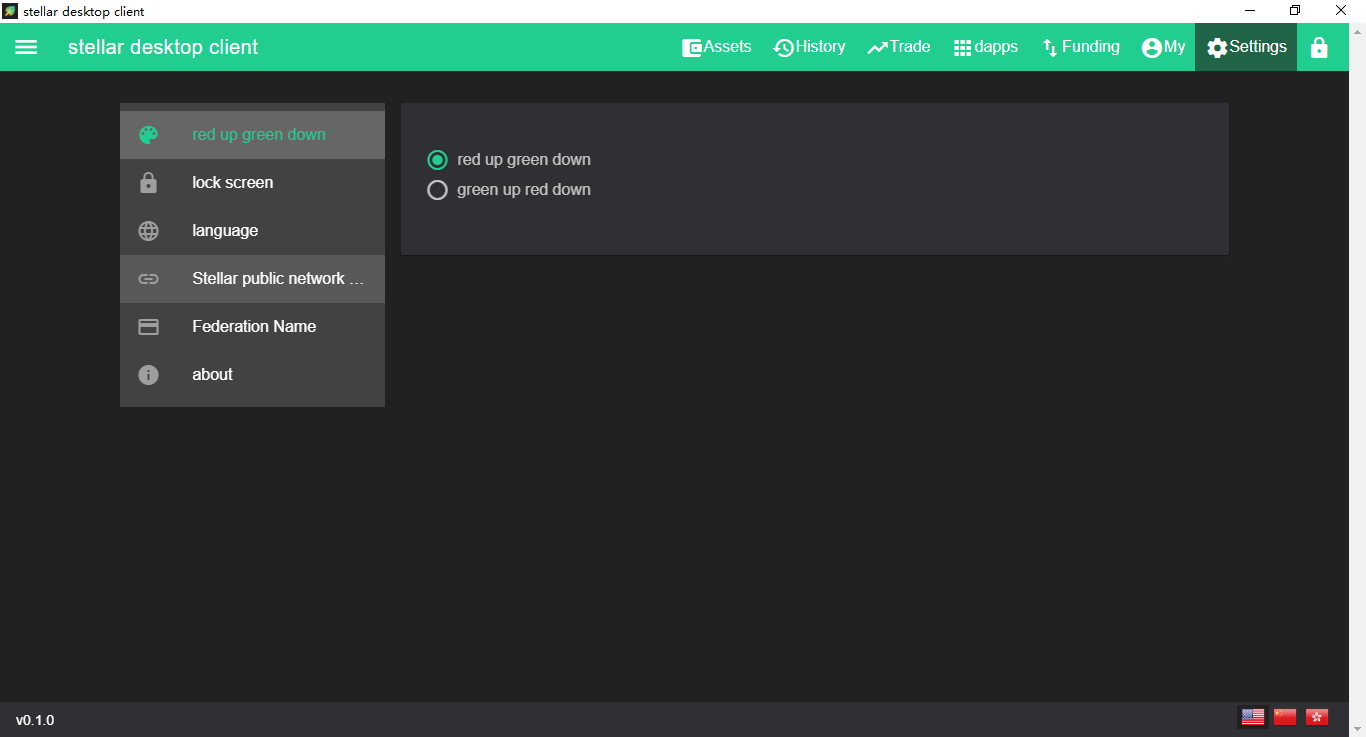 stellar desktop client
stellar desktop client
Assets History Trade dapps Funding My Settings
red up green down
lock screen
language
Stellar public network ...
Federation Name
about
red up green down
green up red down
v0.1.0